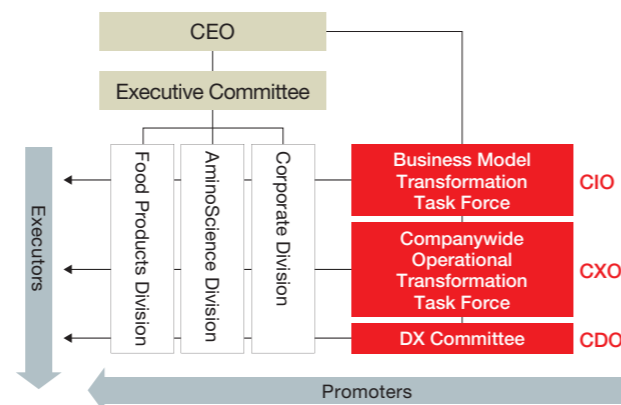 CEO
Executive Committee
Executors
Food Products Division
AminoScience Division
Corporate Division
Business Model
Transformation
Task Force
CIO
Companywide
Operational
Transformation
Task Force
CXO
DX Committee
CDO
Promoters